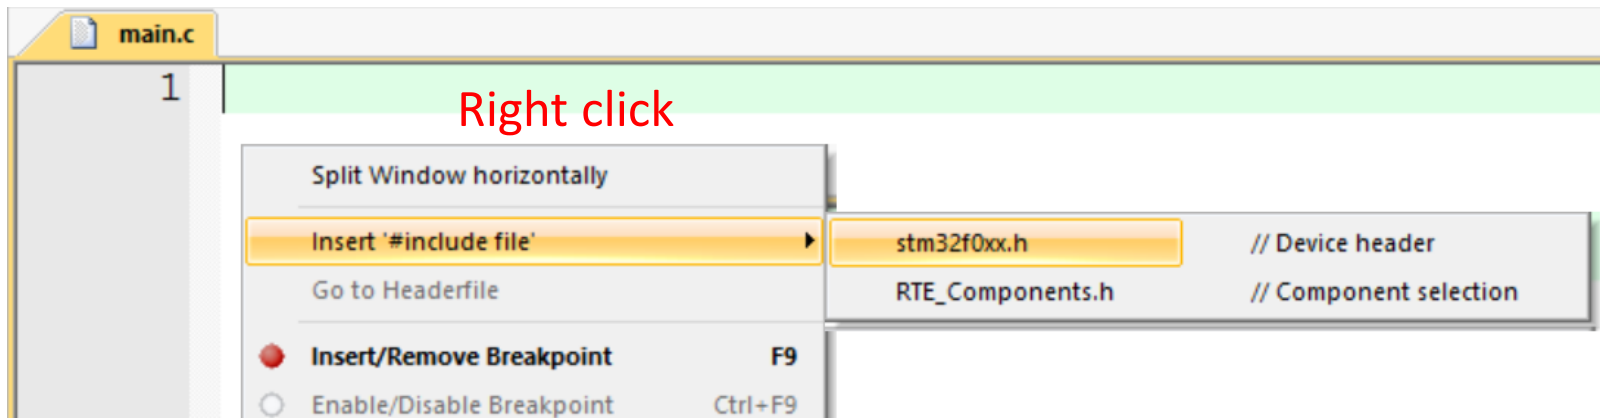 main.c
1
Right click
Split Window horizontally
Insert '#include file'
stm32f0xx.h // Device header
Go to Headerfile
RTE_Components.h // Component selection
Insert/Remove Breakpoint F9
Enable/Disable Breakpoint Ctrl+F9